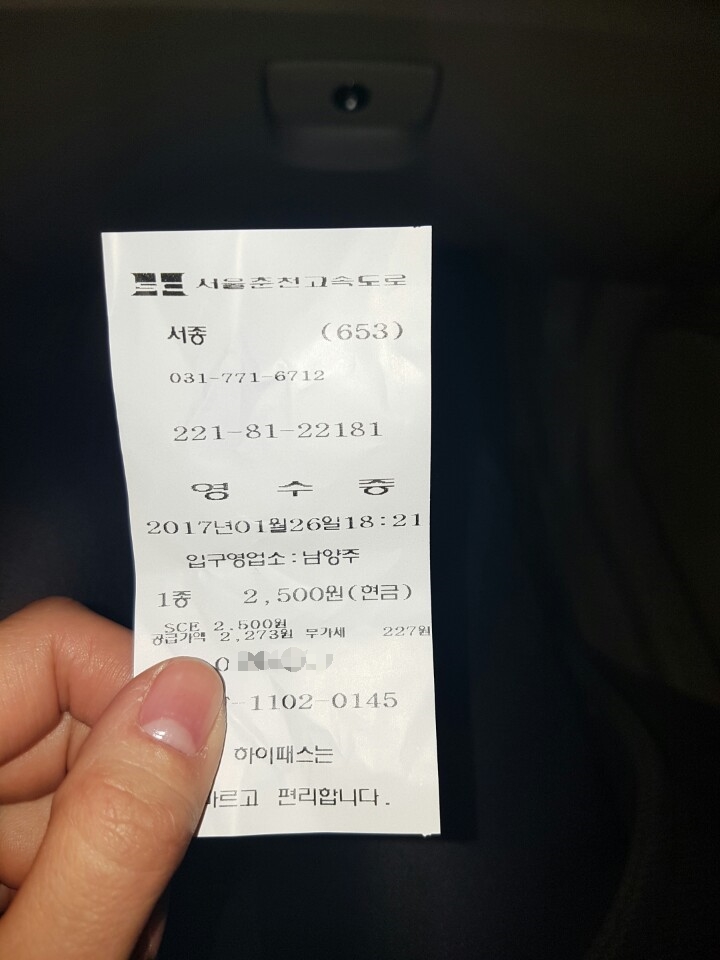 서울춘천고속도로
서종 (653)
031-771-6712
221-81-22181
영 수 증
2017년01월26일18:21
입구영업소:남양주
1종 2,500원(현금)
SCE 2,500원
공급가액 2,273원 부가세 227원
0
-1102-0145
하이패스는
편리합니다.